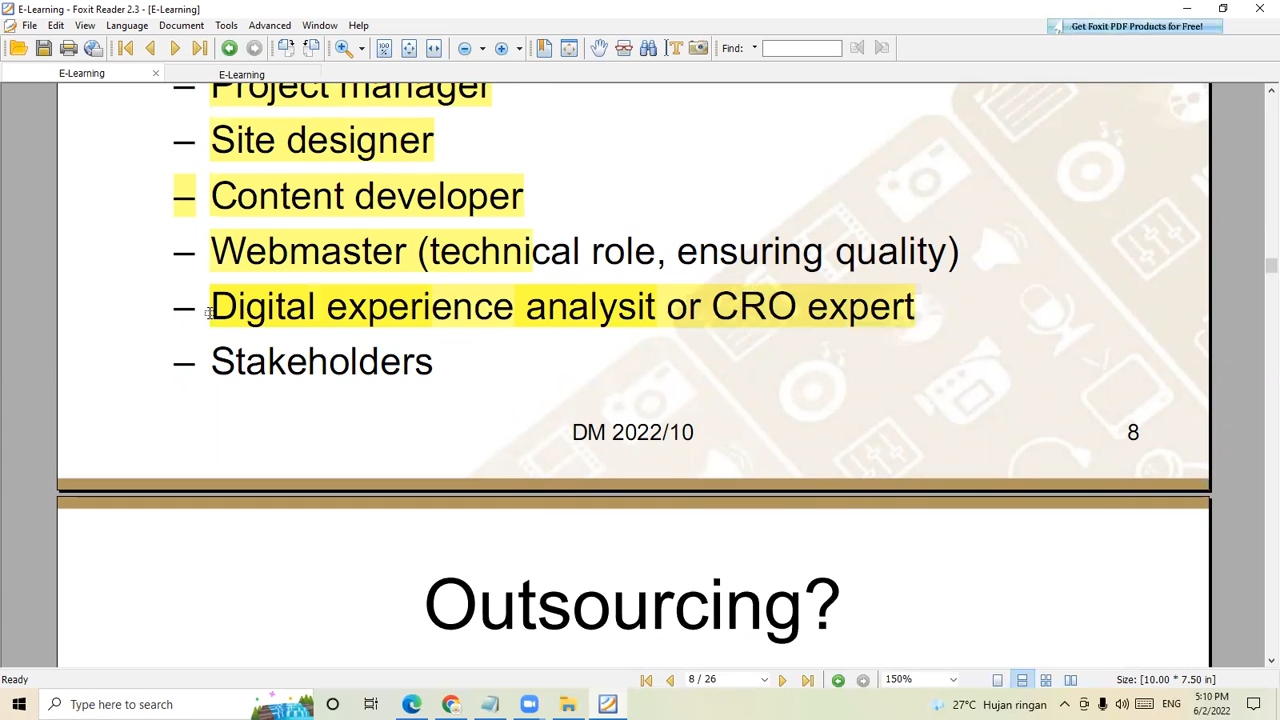 E-Learning - Foxit Reader 2.3 - [E-Learning]
File Edit View Language Document Tools Advanced Window Help
Get Foxit PDF Products for Free!
Find:
E-Learning
E-Learning
– Project manager
– Site designer
– Content developer
– Webmaster (technical role, ensuring quality)
– Digital experience analysit or CRO expert
– Stakeholders
DM 2022/10
8
Outsourcing?
Ready
8 / 26
150%
Size: [10.00 * 7.50 in]
Type here to search
27°C Hujan ringan
ENG
5:10 PM
6/2/2022